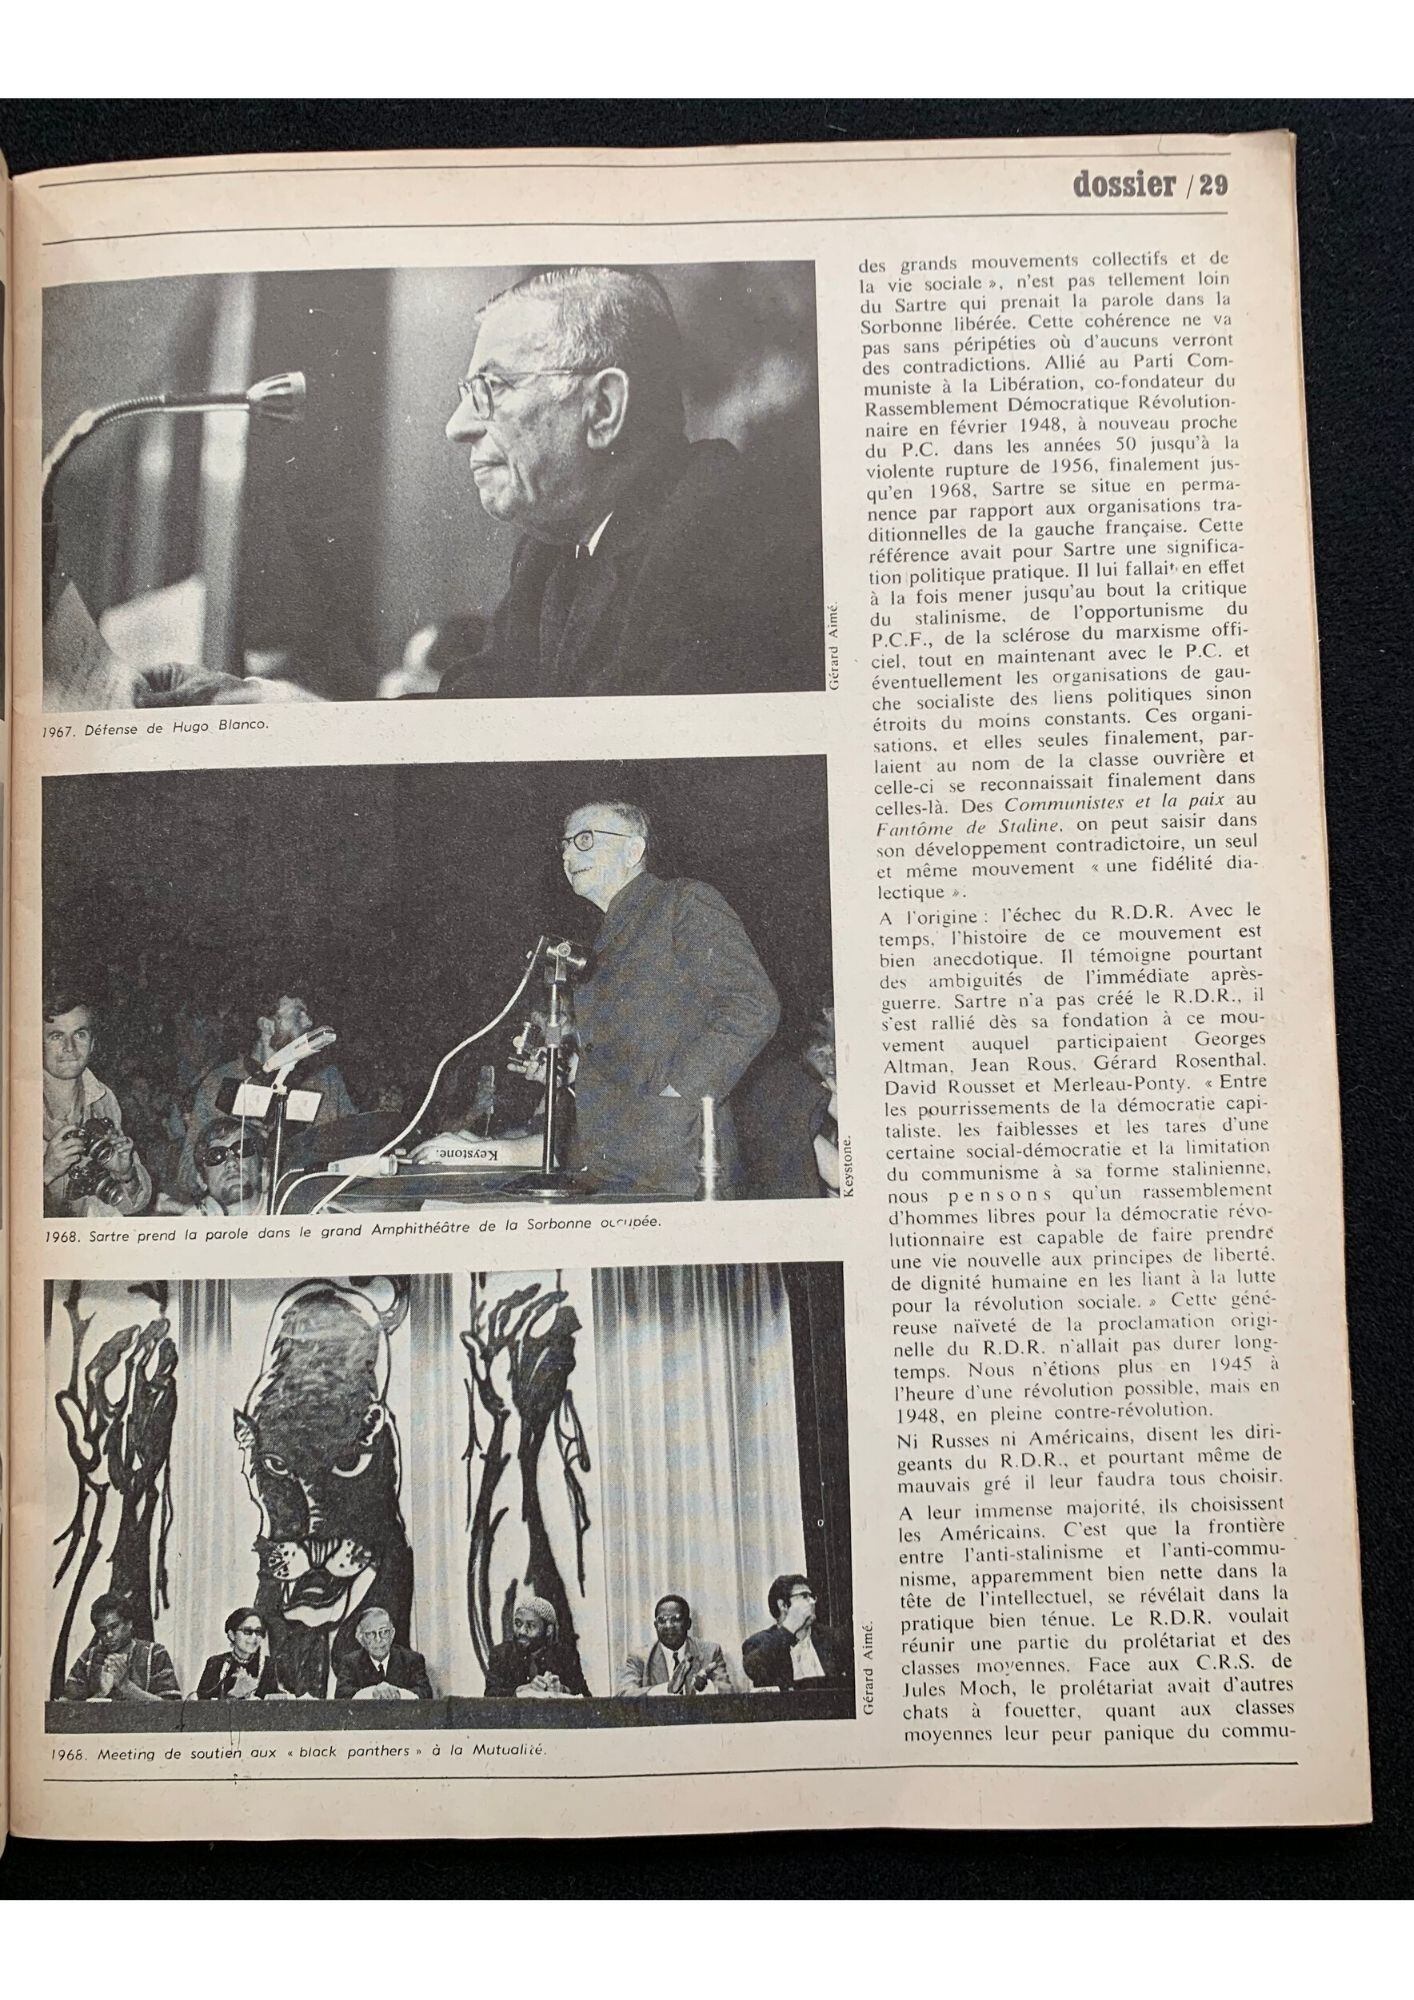 dossier / 29
Gérard Aimé.
1967. Défense de Hugo Blanco.
Keystone.
Keystone.
1968. Sartre prend la parole dans le grand Amphithéâtre de la Sorbonne occupée.
Gérard Aimé.
1968. Meeting de soutien aux « black panthers » à la Mutualité.
des grands mouvements collectifs et de
la vie sociale », n'est pas tellement loin
du Sartre qui prenait la parole dans la
Sorbonne libérée. Cette cohérence ne va
pas sans péripéties où d'aucuns verront
des contradictions. Allié au Parti Com-
muniste à la Libération, co-fondateur du
Rassemblement Démocratique Révolution-
naire en février 1948, à nouveau proche
du P.C. dans les années 50 jusqu'à la
violente rupture de 1956, finalement jus-
qu'en 1968, Sartre se situe en perma-
nence par rapport aux organisations tra-
ditionnelles de la gauche française. Cette
référence avait pour Sartre une significa-
tion politique pratique. Il lui fallait en effet
à la fois mener jusqu'au bout la critique
du stalinisme, de l'opportunisme du
P.C.F., de la sclérose du marxisme offi-
ciel, tout en maintenant avec le P.C. et
éventuellement les organisations de gau-
che socialiste des liens politiques sinon
étroits du moins constants. Ces organi-
sations, et elles seules finalement, par-
laient au nom de la classe ouvrière et
celle-ci se reconnaissait finalement dans
celles-là. Des Communistes et la paix au
Fantôme de Staline, on peut saisir dans
son développement contradictoire, un seul
et même mouvement « une fidélité dia-
lectique ».
A l'origine : l'échec du R.D.R. Avec le
temps, l'histoire de ce mouvement est
bien anecdotique. Il témoigne pourtant
des ambiguités de l'immédiate après-
guerre. Sartre n'a pas créé le R.D.R., il
s'est rallié dès sa fondation à ce mou-
vement auquel participaient Georges
Altman, Jean Rous, Gérard Rosenthal.
David Rousset et Merleau-Ponty. « Entre
les pourrissements de la démocratie capi-
taliste, les faiblesses et les tares d'une
certaine social-démocratie et la limitation
du communisme à sa forme stalinienne,
nous pensons qu'un rassemblement
d'hommes libres pour la démocratie révo-
lutionnaire est capable de faire prendre
une vie nouvelle aux principes de liberté,
de dignité humaine en les liant à la lutte
pour la révolution sociale. » Cette géné-
reuse naïveté de la proclamation origi-
nelle du R.D.R. n'allait pas durer long-
temps. Nous n'étions plus en 1945 à
l'heure d'une révolution possible, mais en
1948, en pleine contre-révolution.
Ni Russes ni Américains, disent les diri-
geants du R.D.R., et pourtant même de
mauvais gré il leur faudra tous choisir.
A leur immense majorité, ils choisissent
les Américains. C'est que la frontière
entre l'anti-stalinisme et l'anti-commu-
nisme, apparemment bien nette dans la
tête de l'intellectuel, se révélait dans la
pratique bien ténue. Le R.D.R. voulait
réunir une partie du prolétariat et des
classes moyennes. Face aux C.R.S. de
Jules Moch, le prolétariat avait d'autres
chats à fouetter, quant aux classes
moyennes leur peur panique du commu-